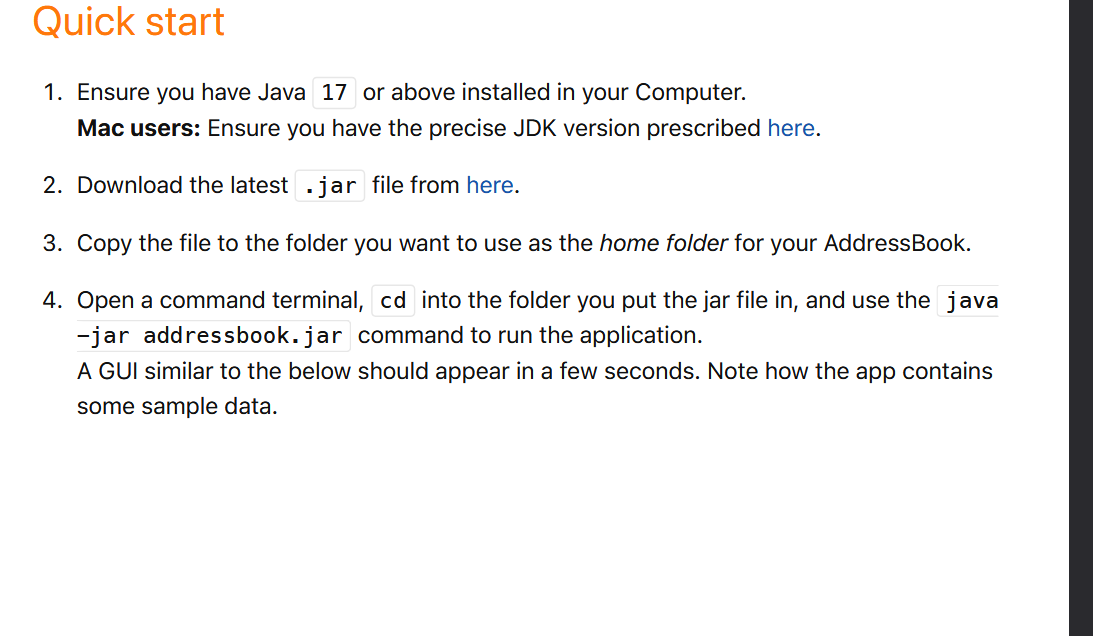 Quick start
1. Ensure you have Java 17 or above installed in your Computer.
Mac users: Ensure you have the precise JDK version prescribed here.
2. Download the latest .jar file from here.
3. Copy the file to the folder you want to use as the home folder for your AddressBook.
4. Open a command terminal, cd into the folder you put the jar file in, and use the java
-jar addressbook.jar command to run the application.
A GUI similar to the below should appear in a few seconds. Note how the app contains
some sample data.